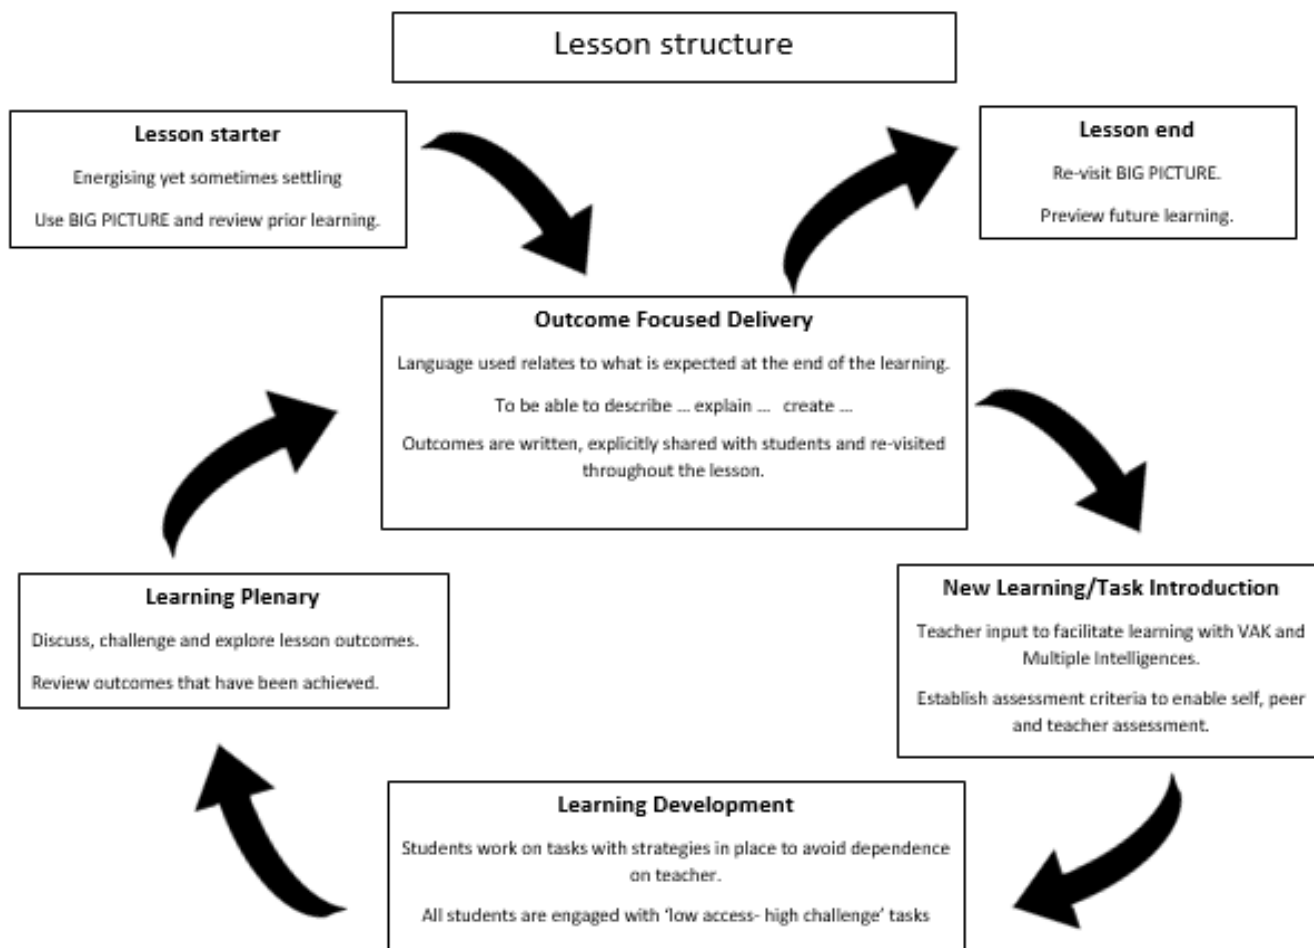 Lesson structure
Lesson starter
Energising yet sometimes settling
Use BIG PICTURE and review prior learning.
Lesson end
Re-visit BIG PICTURE.
Preview future learning.
Outcome Focused Delivery
Language used relates to what is expected at the end of the learning.
To be able to describe ... explain ... create ...
Outcomes are written, explicitly shared with students and re-visited
throughout the lesson.
New Learning/Task Introduction
Teacher input to facilitate learning with VAK and
Multiple Intelligences.
Establish assessment criteria to enable self, peer
and teacher assessment.
Learning Development
Students work on tasks with strategies in place to avoid dependence
on teacher.
All students are engaged with ‘low access- high challenge’ tasks
Learning Plenary
Discuss, challenge and explore lesson outcomes.
Review outcomes that have been achieved.